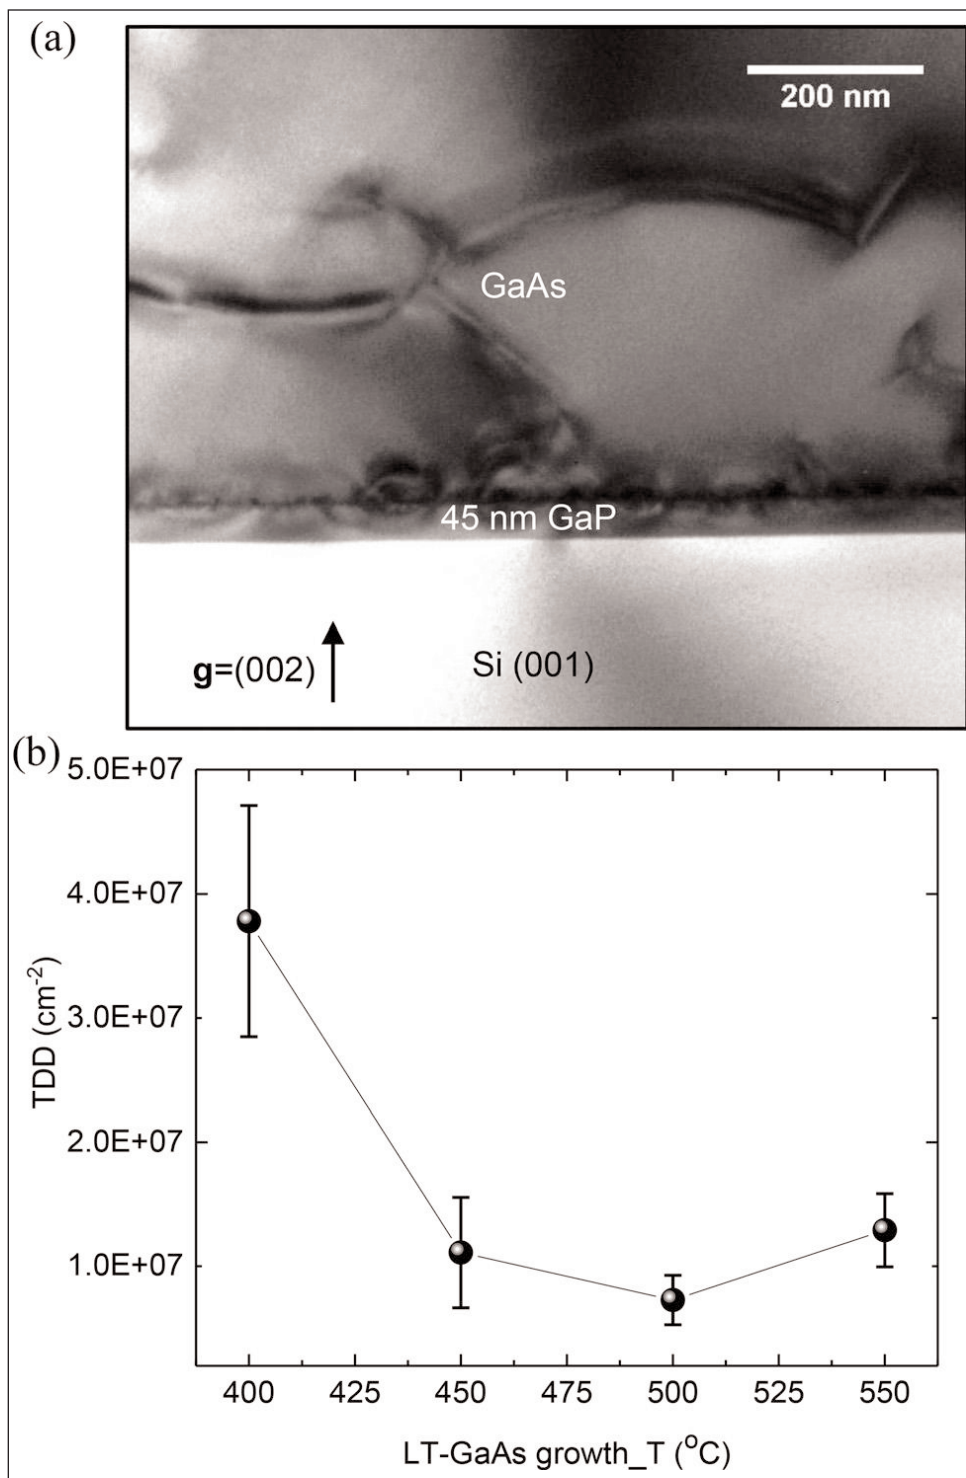 (a)
200 nm
GaAs
45 nm GaP
g=(002)
Si (001)
(b)
5.0E+07
4.0E+07
3.0E+07
2.0E+07
1.0E+07
TDD (cm⁻²)
400 425 450 475 500 525 550
LT-GaAs growth_T (°C)